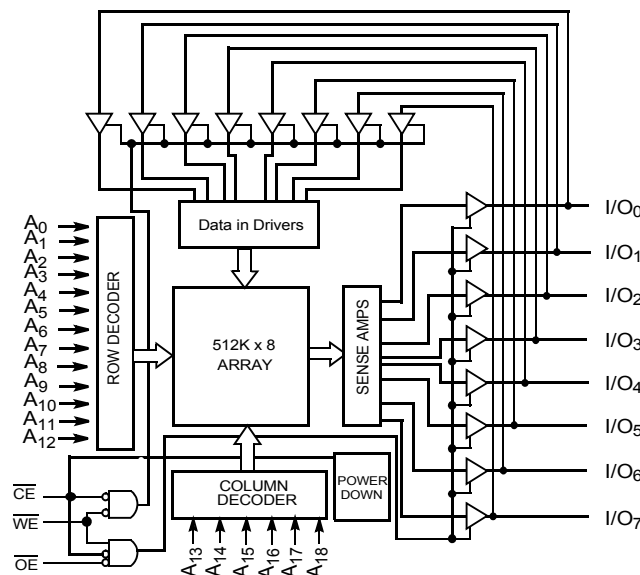 Data in Drivers
I/O0
I/O1
I/O2
I/O3
I/O4
I/O5
I/O6
I/O7
A0
A1
A2
A3
A4
A5
A6
A7
A8
A9
A10
A11
A12
ROW DECODER
512K x 8
ARRAY
SENSE AMPS
COLUMN
DECODER
POWER
DOWN
CE
WE
OE
A13
A14
A15
A16
A17
A18